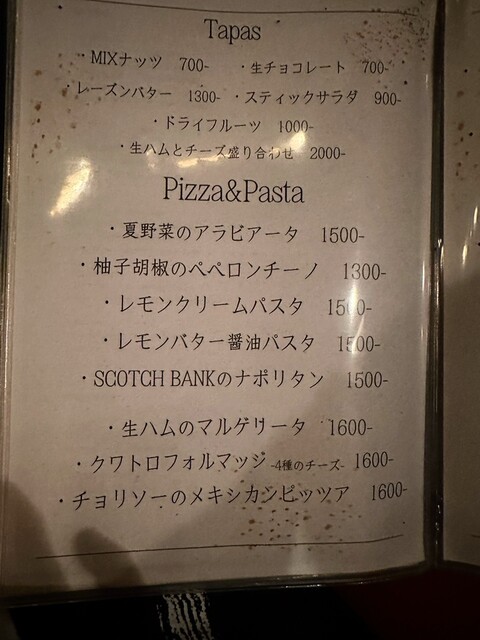 Tapas
・MIXナッツ 700- ・生チョコレート 700-
・レーズンバター 1300- ・スティックサラダ 900-
・ドライフルーツ 1000-
・生ハムとチーズ盛り合わせ 2000-
Pizza&Pasta
・夏野菜のアラビアータ 1500-
・柚子胡椒のペペロンチーノ 1300-
・レモンクリームパスタ 1500-
・レモンバター醤油パスタ 1500-
・SCOTCH BANKのナポリタン 1500-
・生ハムのマルゲリータ 1600-
・クワトロフォルマッジ -4種のチーズ- 1600-
・チョリソーのメキシカンピッツア 1600-